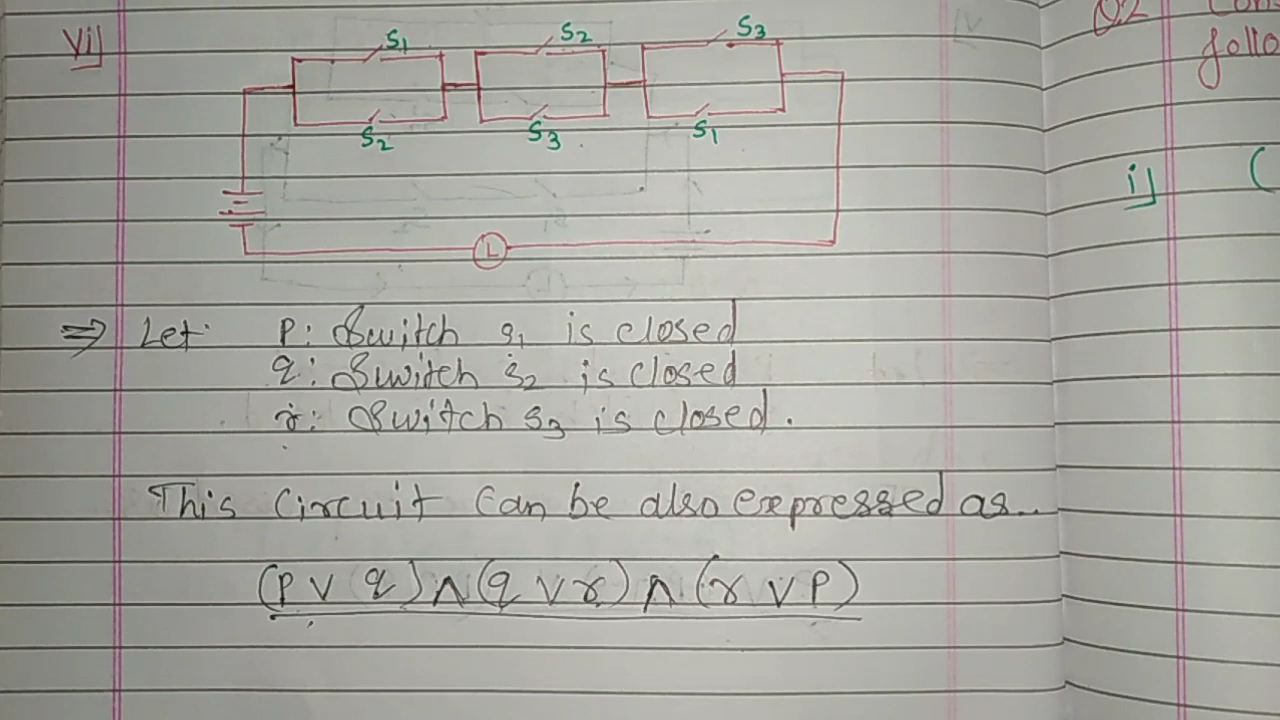 vi]
S1 S2 S3
S2 S3 S1
L
⇒ Let P: Switch s1 is closed
q: Switch s2 is closed
r: Switch s3 is closed.
This circuit can be also expressed as..
(P ∨ q) ∧ (q ∨ r) ∧ (r ∨ P)
Q2
follo
i] (